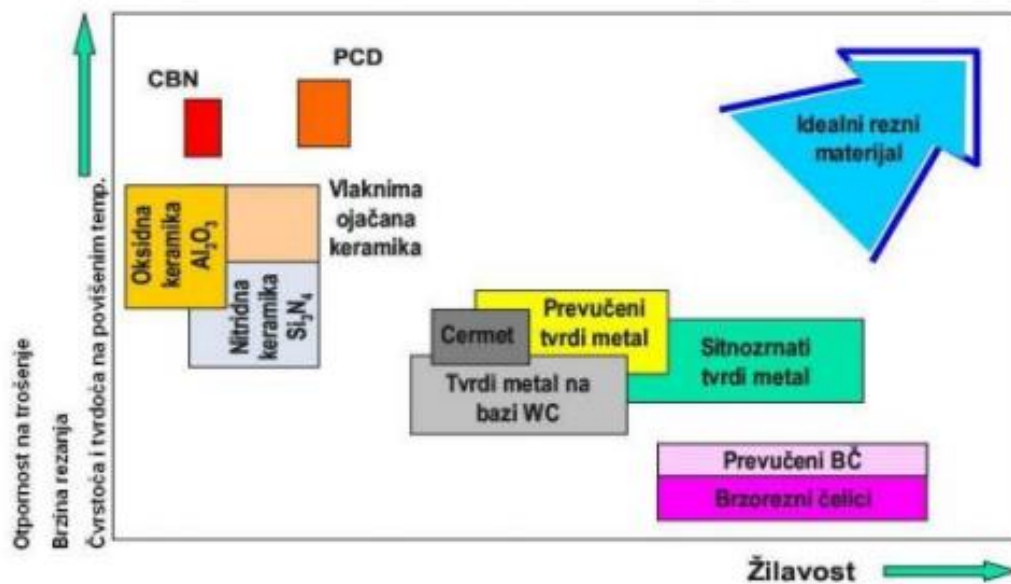 CBN
PCD
Idealni rezni
materijal
Oksidna
keramika
Al₂O₃
Nitridna
keramika
Si₃N₄
Vlaknima
ojačana
keramika
Cermet
Prevučeni
tvrdi metal
Sitnozrnati
tvrdi metal
Tvrdi metal na
bazi WC
Prevučeni BČ
Brzorezni čelici
Otpornost na trošenje
Brzina rezanja
Čvrstoća i tvrdoča na povišenim temp.
Žilavost